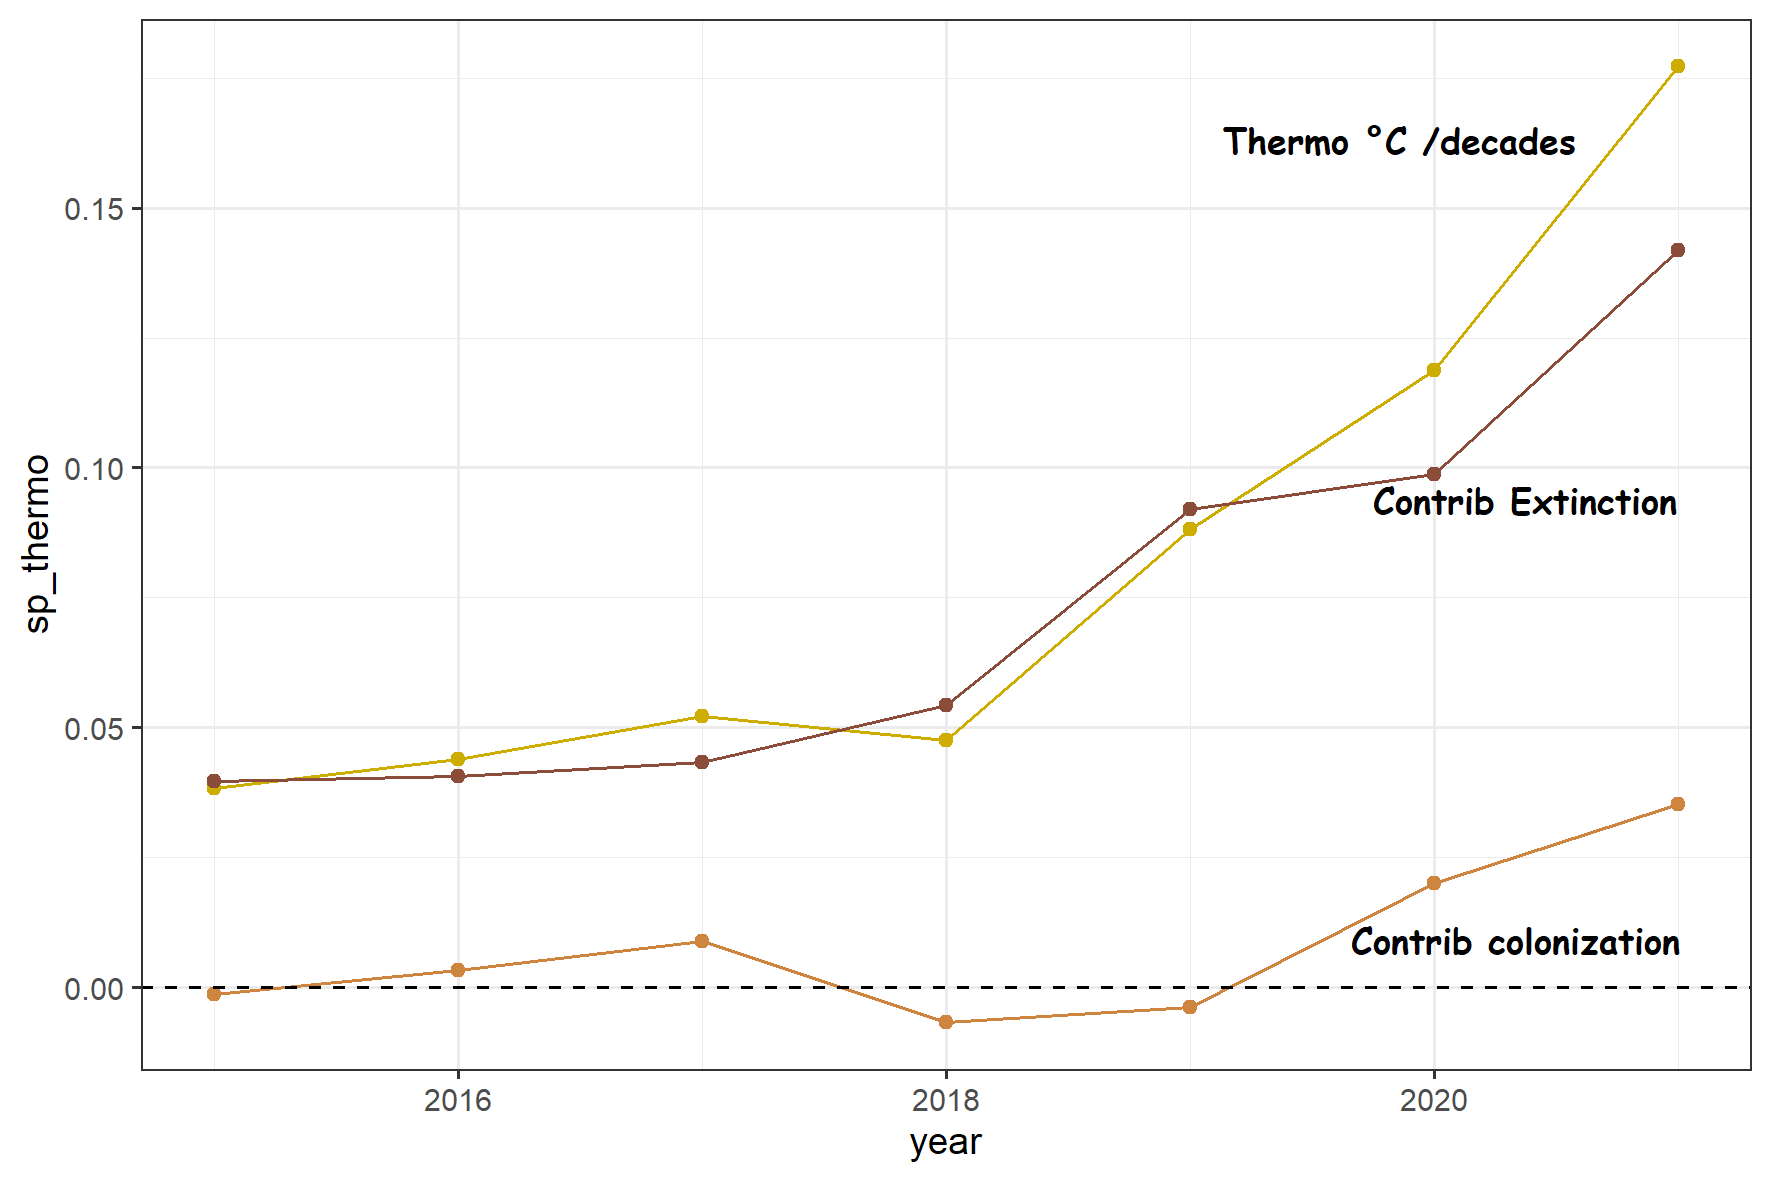 Thermo °C /decades
0.15
0.10
Contrib Extinction
sp_thermo
0.05
Contrib colonization
0.00
2016 2018 2020
year